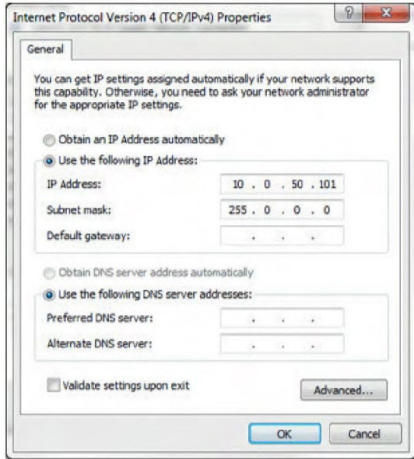 Internet Protocol Version 4 (TCP/IPv4) Properties
General
You can get IP settings assigned automatically if your network supports
this capability. Otherwise, you need to ask your network administrator
for the appropriate IP settings.
Obtain an IP Address automatically
Use the following IP Address:
IP Address: 10 . 0 . 50 . 101
Subnet mask: 255 . 0 . 0 . 0
Default gateway: . . .
Obtain DNS server address automatically
Use the following DNS server addresses:
Preferred DNS server: . . .
Alternate DNS server: . . .
Validate settings upon exit
Advanced...
OK Cancel